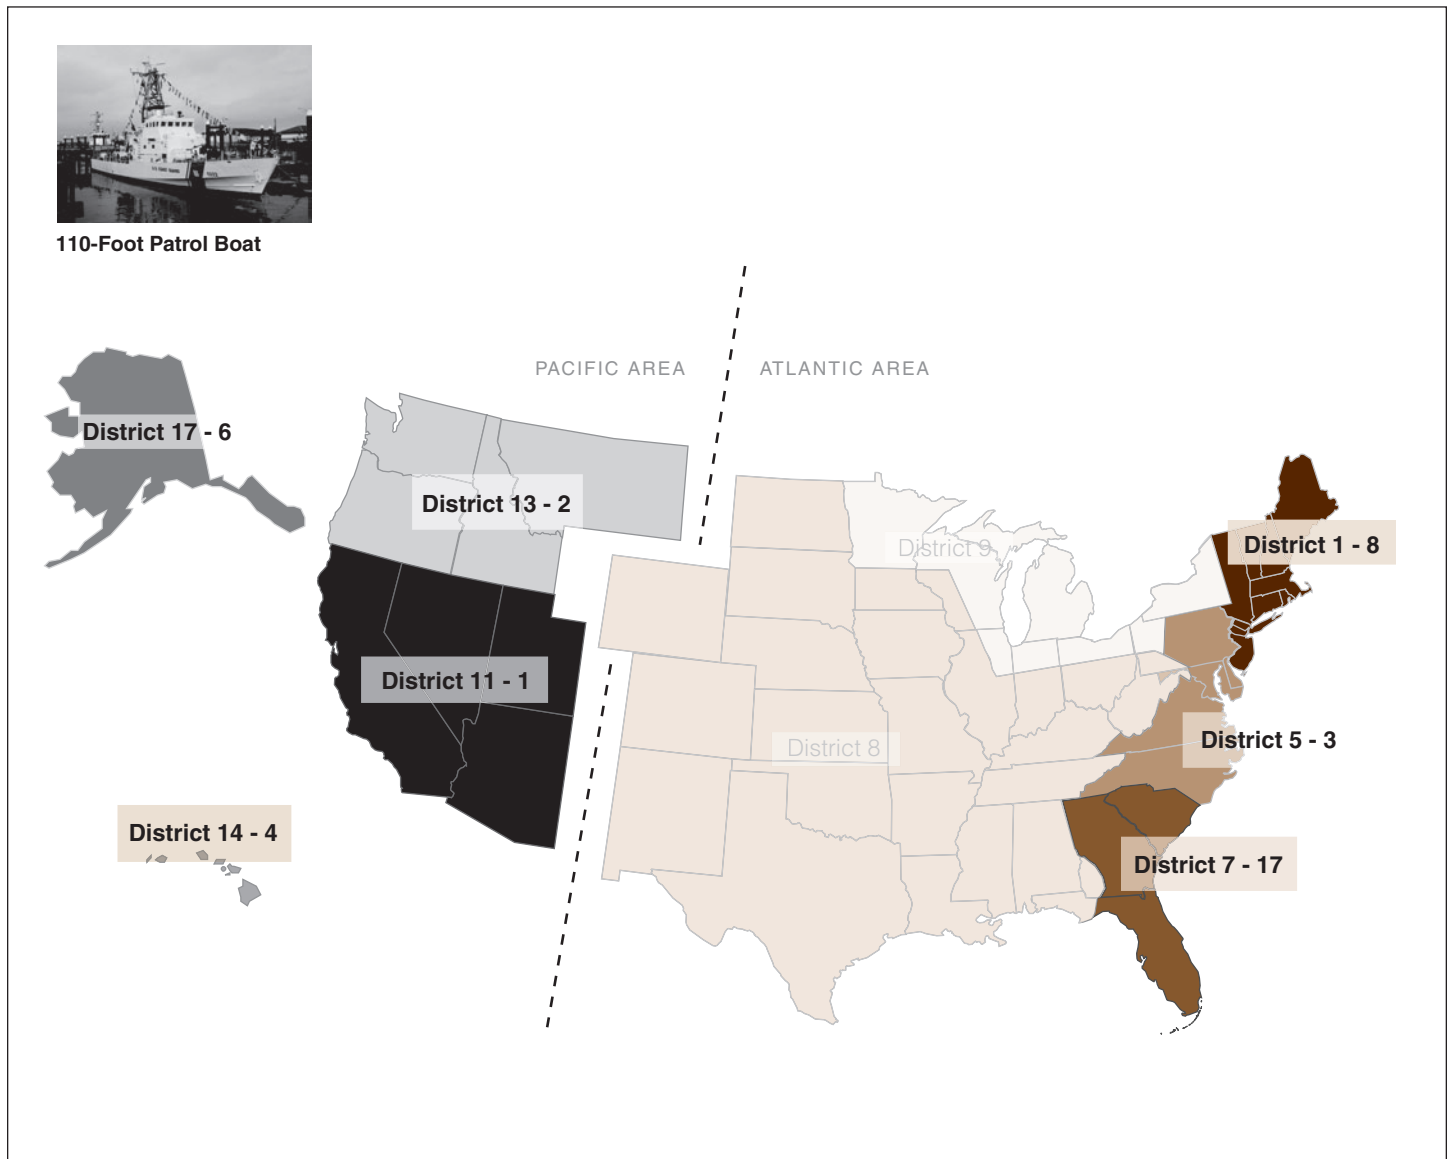 110-Foot Patrol Boat
PACIFIC AREA
ATLANTIC AREA
District 17 - 6
District 13 - 2
District 9
District 1 - 8
District 11 - 1
District 8
District 5 - 3
District 14 - 4
District 7 - 17